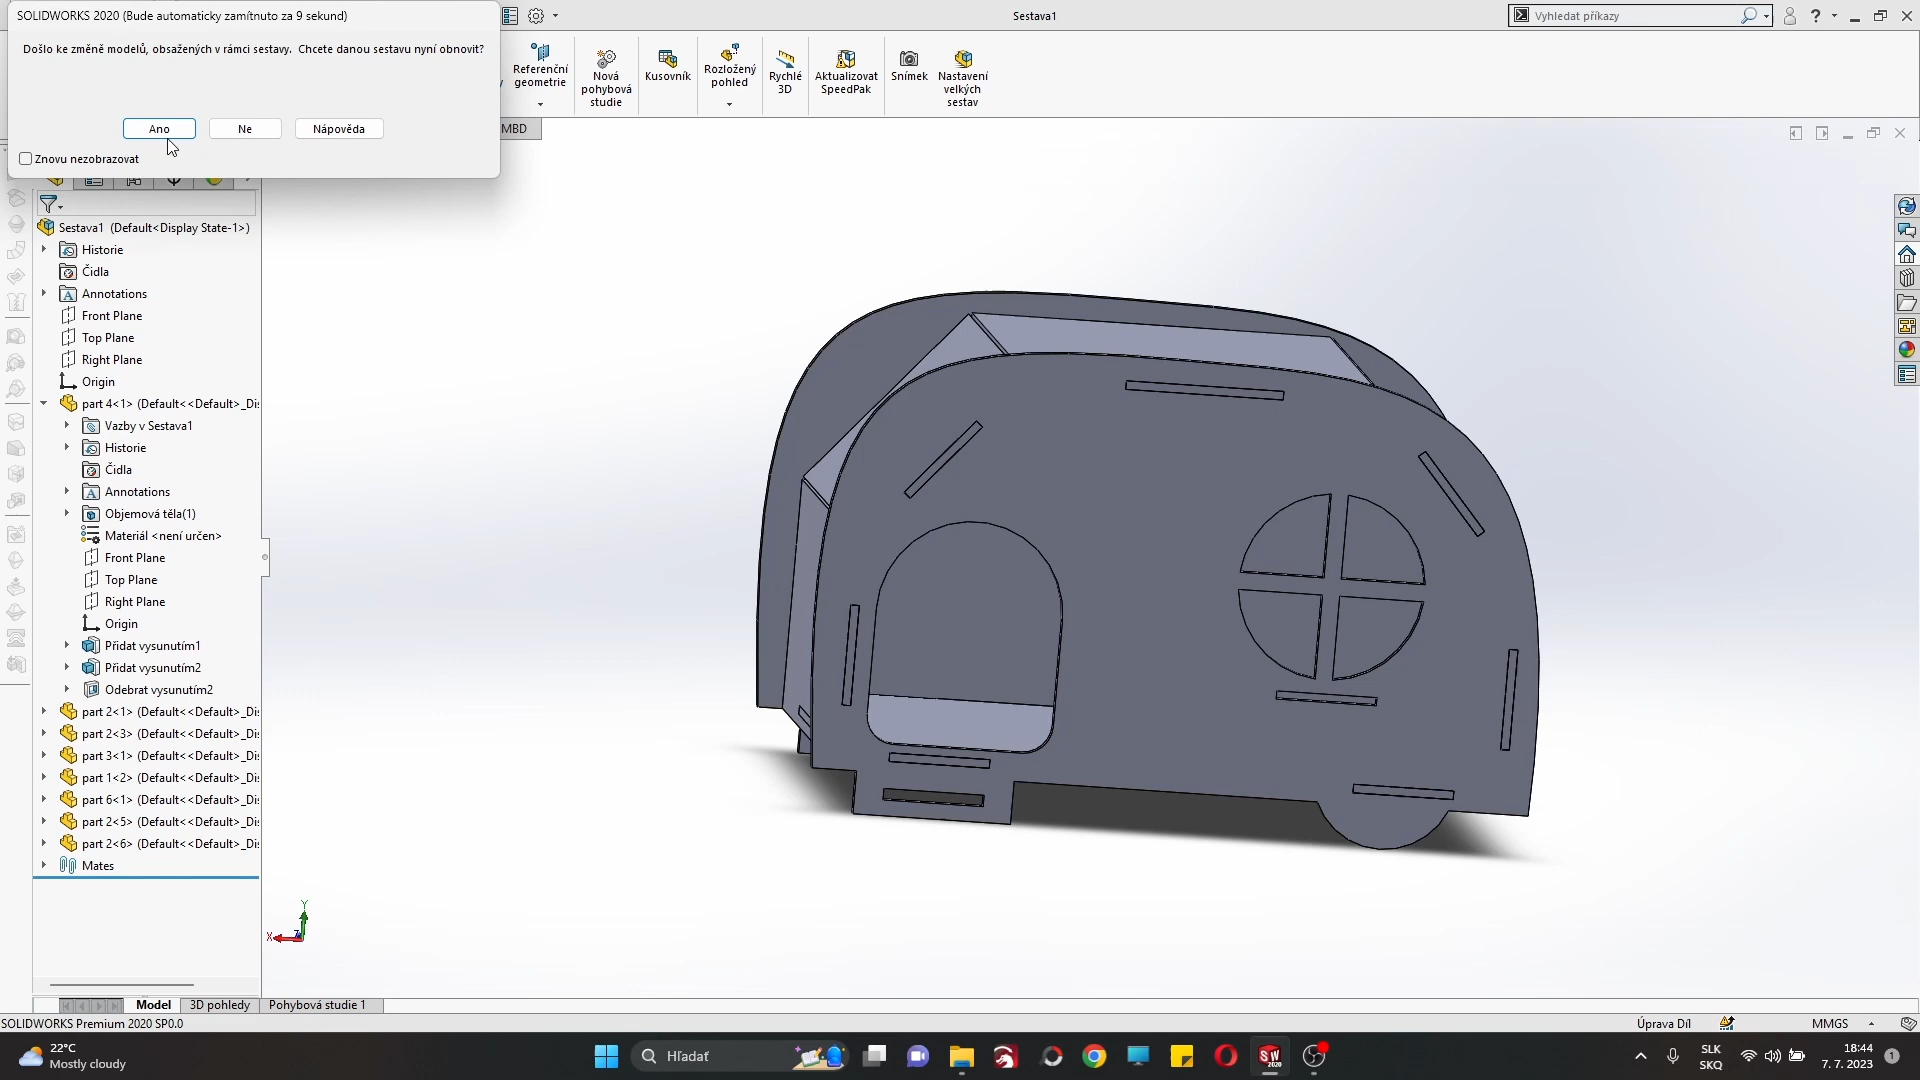 SOLIDWORKS 2020 (Bude automaticky zamítnuto za 9 sekund)
Došlo ke změně modelů, obsažených v rámci sestavy. Chcete danou sestavu nyní obnovit?
Ano
Ne
Nápověda
Znovu nezobrazovat
Sestava1
Vyhledat příkazy
Referenční geometrie
Nová pohybová studie
Kusovník
Rozložený pohled
Rychlé 3D
Aktualizovat SpeedPak
Snímek
Nastavení velkých sestav
MBD
Sestava1 (Default<Display State-1>)
Historie
Čidla
Annotations
Front Plane
Top Plane
Right Plane
Origin
part 4<1> (Default<<Default>_Di
Vazby v Sestava1
Historie
Čidla
Annotations
Objemová těla(1)
Materiál <není určen>
Front Plane
Top Plane
Right Plane
Origin
Přidat vysunutím1
Přidat vysunutím2
Odebrat vysunutím2
part 2<1> (Default<<Default>_Di
part 2<3> (Default<<Default>_Di
part 3<1> (Default<<Default>_Di
part 1<2> (Default<<Default>_Di
part 6<1> (Default<<Default>_Di
part 2<5> (Default<<Default>_Di
part 2<6> (Default<<Default>_Di
Mates
Y
X
Z
Model
3D pohledy
Pohybová studie 1
SOLIDWORKS Premium 2020 SP0.0
Úprava Díl
MMGS
22°C
Mostly cloudy
Hľadať
SW
2020
SLK
SKQ
18:44
7. 7. 2023
1